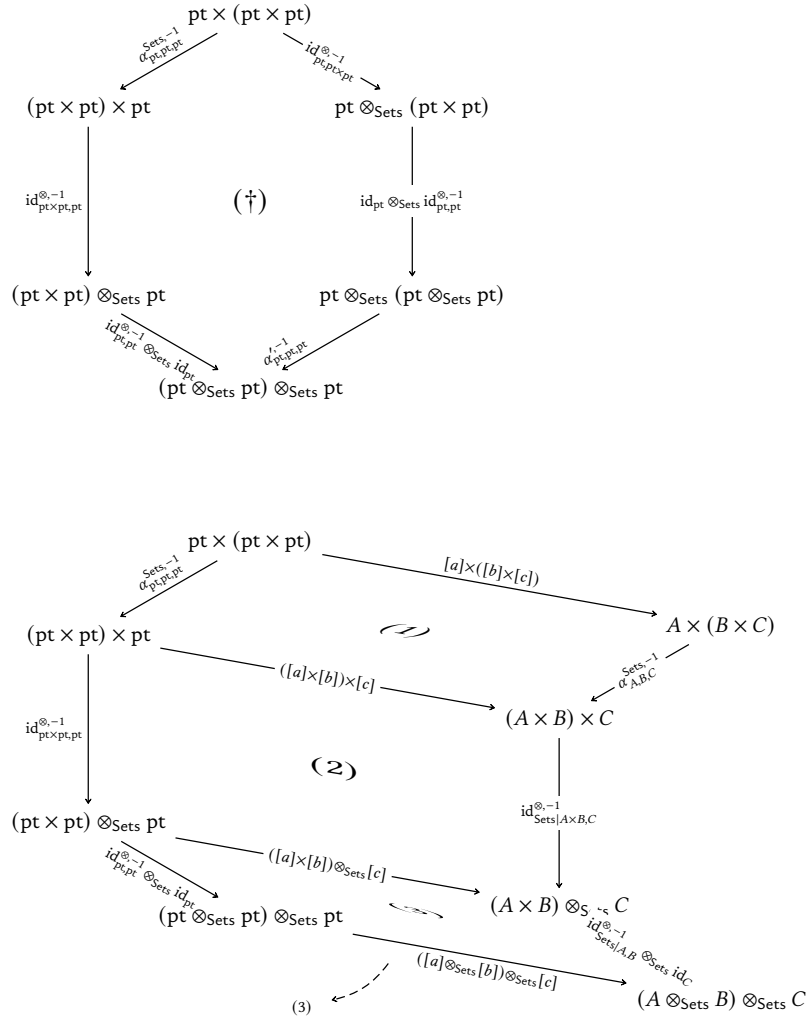 pt × (pt × pt)
α^{Sets,−1}_{pt,pt,pt}
id^{⊗,−1}_{pt,pt×pt}
(pt × pt) × pt
pt ⊗_{Sets} (pt × pt)
id^{⊗,−1}_{pt×pt,pt}
(†)
id_{pt} ⊗_{Sets} id^{⊗,−1}_{pt,pt}
(pt × pt) ⊗_{Sets} pt
pt ⊗_{Sets} (pt ⊗_{Sets} pt)
id^{⊗,−1}_{pt,pt} ⊗_{Sets} id_{pt}
α^{′,−1}_{pt,pt,pt}
(pt ⊗_{Sets} pt) ⊗_{Sets} pt
pt × (pt × pt)
α^{Sets,−1}_{pt,pt,pt}
[a]×([b]×[c])
(1)
(pt × pt) × pt
A × (B × C)
([a]×[b])×[c]
α^{Sets,−1}_{A,B,C}
(A × B) × C
id^{⊗,−1}_{pt×pt,pt}
(2)
id^{⊗,−1}_{Sets|A×B,C}
(pt × pt) ⊗_{Sets} pt
([a]×[b])⊗_{Sets}[c]
id^{⊗,−1}_{pt,pt} ⊗_{Sets} id_{pt}
(A × B) ⊗_{Sets} C
(pt ⊗_{Sets} pt) ⊗_{Sets} pt
id^{⊗,−1}_{Sets|A,B} ⊗_{Sets} id_C
([a]⊗_{Sets}[b])⊗_{Sets}[c]
(A ⊗_{Sets} B) ⊗_{Sets} C
(3)